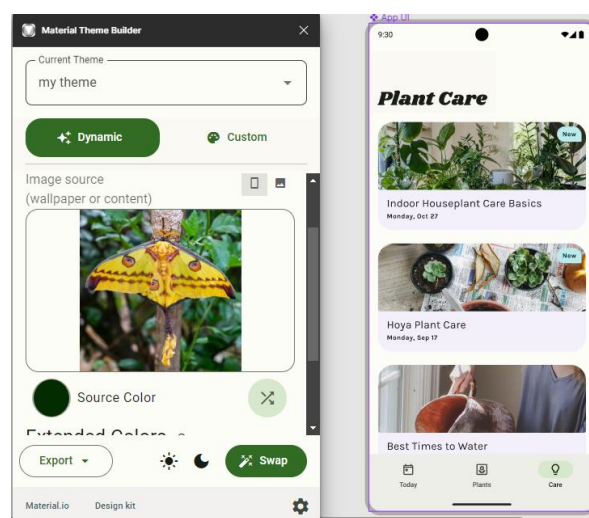 Material Theme Builder
Current Theme
my theme
Dynamic
Custom
Image source
(wallpaper or content)
Source Color
Extended Colors
Export
Swap
Material.io
Design kit
App UI
9:30
Plant Care
New
Indoor Houseplant Care Basics
Monday, Oct 27
New
Hoya Plant Care
Monday, Sep 17
Best Times to Water
Today
Plants
Care